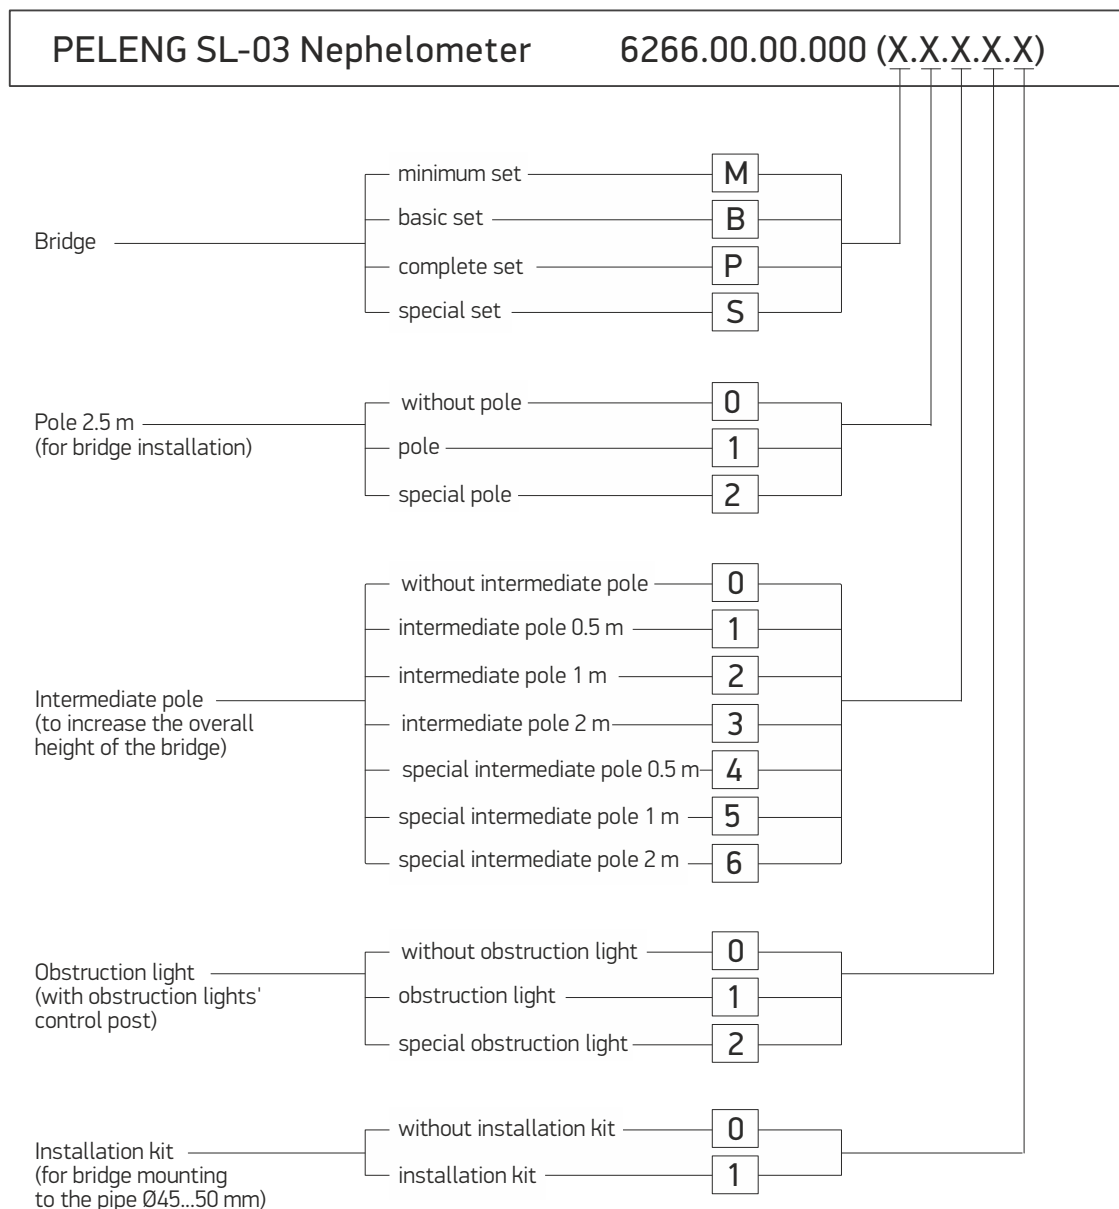 PELENG SL-03 Nephelometer 6266.00.00.000 (X.X.X.X.X)
Bridge
minimum set M
basic set B
complete set P
special set S
Pole 2.5 m
(for bridge installation)
without pole 0
pole 1
special pole 2
Intermediate pole
(to increase the overall
height of the bridge)
without intermediate pole 0
intermediate pole 0.5 m 1
intermediate pole 1 m 2
intermediate pole 2 m 3
special intermediate pole 0.5 m 4
special intermediate pole 1 m 5
special intermediate pole 2 m 6
Obstruction light
(with obstruction lights'
control post)
without obstruction light 0
obstruction light 1
special obstruction light 2
Installation kit
(for bridge mounting
to the pipe Ø45...50 mm)
without installation kit 0
installation kit 1